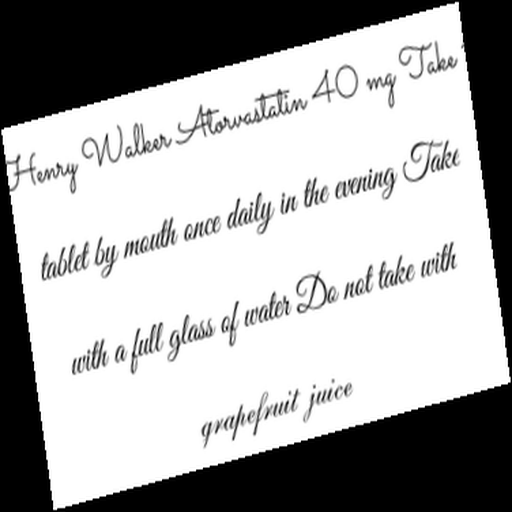 Henry Walker Atorvastatin 40 mg Take
tablet by mouth once daily in the evening Take
with a full glass of water Do not take with
grapefruit juice